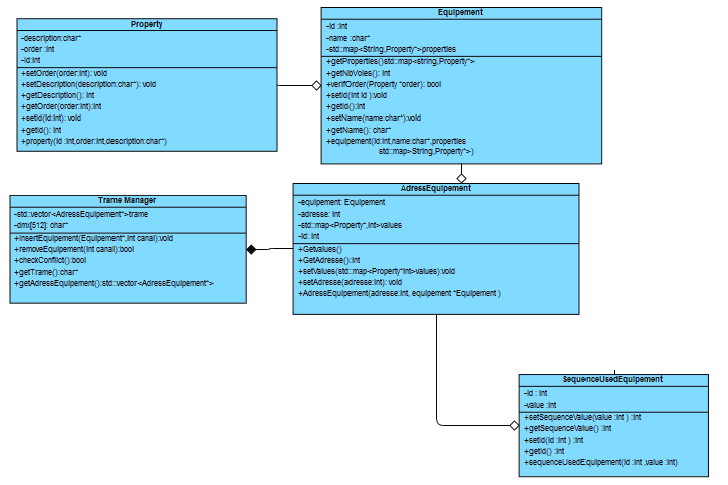 Property
-description:char*
-order :int
-id:int
+setOrder(order:int): void
+setDescription(description:char*): void
+getDescription(): int
+getOrder(order:int):int
+setId(id:int): void
+getId(): int
+property(id :int,order:int,description:char*)
Equipement
-id :int
-name :char*
-std::map<String,Property*>properties
+getPproperties()std::map<string,Property*>
+getNbVoies(): int
+verifOrder(Property *order): bool
+setId(int id ):void
+getId():int
+setName(name:char*):void
+getName(): char*
+equipement(id:int,name:char*,properties
std::map>String,Property*>)
Trame Manager
-std::vector<AdressEquipement*>trame
-dmx[512]: char*
+insertEquipement(Equipement*,int canal):void
+removeEquipement(int canal):bool
+checkConflict():bool
+getTrame():char*
+getAdressEquipement():std::vector<AdressEquipement*>
AdressEquipement
-equipement: Equipement
-adresse: int
-std::map<Property*,int>values
-id: int
+Getvalues()
+GetAdresse():int
+setValues(std::map<Property*int>values):void
+setAdresse(adresse:int): void
+AdressEquipement(adresse:int, equipement *Equipement )
SequenceUsedEquipement
-id : int
-value :int
+setSequenceValue(value :int ) :int
+getSequenceValue() :int
+setId(id :int ) :int
+getId() :int
+sequenceUsedEquipement(id :int ,value :int)